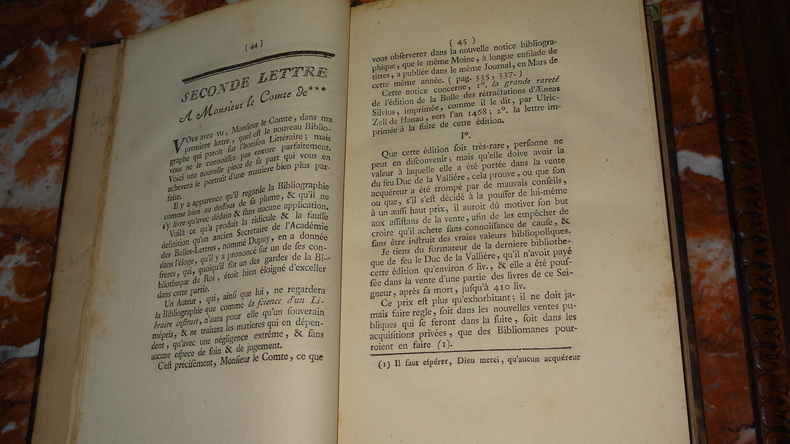 ( 44 )
SECONDE LETTRE
A Monsieur le Comte de ***
Vous avez vu, Monsieur le Comte, dans ma
premiere lettre, quel est le nouveau Biblio-
graphe qui paroît sur l'horison Littéraire; mais
vous ne le connoissez pas encore parfaitement.
Voici une nouvelle piece de sa part qui vous en
achevera le portrait d'une maniere bien plus par-
faite.
Il y a apparence qu'il regarde la Bibliographie
comme bien au dessous de sa plume, & qu'il ne
s'y livre qu'avec dédain & sans aucune application.
Voilà ce qu'a produit la ridicule & la fausse
définition qu'un ancien Secretaire de l'Académie
des Belles-Lettres, nommé Dupuy, en a donnée
dans l'éloge, qu'il y a prononcé sur un de ses con-
freres, qui, quoiqu'il fût un des gardes de la Bi-
bliotheque du Roi, étoit bien éloigné d'exceller
dans cette partie.
Un Auteur, qui, ainsi que lui, ne regardera
la Bibliographie que comme la science d'un Li-
braire instruit, n'aura pour elle qu'un souverain
mépris, & ne traitera les matieres qui en dépen-
dent, qu'avec une négligence extrême, & sans
aucune espece de soin & de jugement.
C'est précisément, Monsieur le Comte, ce que
( 45 )
vous observerez dans la nouvelle notice bibliogra-
phique, que le même Moine, à longue enfilade de
titres, a publiée dans le même Journal, en Mars de
cette même année. ( pag. 335, 337. )
Cette notice concerne, 1°. la grande rareté
de l'édition de la Bulle des rétractations d'Æneas
Silvius, imprimée, comme il le dit, par Ulric-
Zell de Hanau, vers l'an 1468; 2°. la lettre im-
primée à la suite de cette édition.
I°.
Que cette édition soit très-rare, personne ne
peut en disconvenir; mais qu'elle doive avoir la
valeur à laquelle elle a été portée dans la vente
du feu Duc de la Valliere, cela prouve, ou que son
acquéreur a été trompé par de mauvais conseils,
ou que, s'il s'est décidé à la pousser de lui-même
à un aussi haut prix, il auroit dû motiver son but
aux assistans de la vente, afin de les empêcher de
croire qu'il achete sans connoissance de cause, &
sans être instruit des vraies valeurs bibliopoliques.
Je tiens du formateur de la derniere bibliothe-
que de feu le Duc de la Valliere, qu'il n'avoit payé
cette édition qu'environ 6 liv., & elle a été pous-
sée dans la vente d'une partie des livres de ce Sei-
gneur, après sa mort, jusqu'à 410 liv.
Ce prix est plus qu'exhorbitant; il ne doit ja-
mais faire regle, soit dans les nouvelles ventes pu-
bliques qui se feront dans la suite, soit dans les
acquisitions privées, que des Bibliomanes pour-
roient en faire (1).
(1) Il faut espérer, Dieu merci, qu'aucun acquéreur